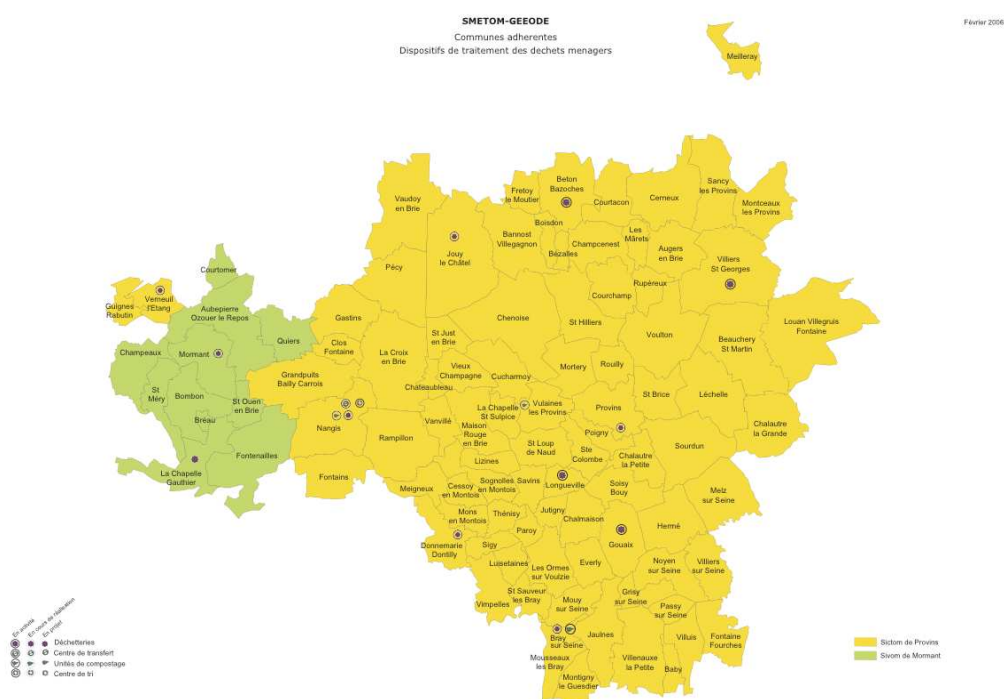 SMETOM-GEEODE
Communes adherentes
Dispositifs de traitement des dechets menagers
Février 2006
Meilleray
Vaudoy
en Brie
Fretoy
le Moutier
Beton
Bazoches
Courtacon
Cerneux
Sancy
les Provins
Montceaux
les Provins
Jouy
le Châtel
Boisdon
Bannost
Villegagnon
Bézalles
Champcenest
Les
Mârets
Augers
en Brie
Villiers
St Georges
Pécy
Courtomer
Guignes
Rabutin
Verneuil
l'Etang
Aubepierre
Ozouer le Repos
Rupéreux
Courchamp
Gastins
Chenoise
St Hilliers
Louan Villegruis
Fontaine
Champeaux
Mormant
Quiers
Clos
Fontaine
St Just
en Brie
La Croix
en Brie
Voulton
Beauchery
St Martin
Grandpuits
Bailly Carrois
Vieux
Champagne
Cucharmoy
Mortery
Rouilly
Châteaubleau
St
Méry
Bombon
St Ouen
en Brie
St Brice
Léchelle
Bréau
Nangis
Vanvillé
La Chapelle
St Sulpice
Vulaines
les Provins
Provins
Poigny
Chalautre
la Grande
Rampillon
Maison
Rouge
en Brie
St Loup
de Naud
Ste
Colombe
Chalautre
la Petite
Sourdun
Fontenailles
La Chapelle
Gauthier
Fontains
Lizines
Meigneux
Cessoy
en Montois
Sognolles
en Montois
Savins
Longueville
Soisy
Bouy
Melz
sur Seine
Mons
en Montois
Thénisy
Jutigny
Chalmaison
Hermé
Paroy
Gouaix
Donnemarie
Dontilly
Sigy
Luisetaines
Les Ormes
sur Voulzie
Everly
Noyen
sur Seine
Villiers
sur Seine
St Sauveur
les Bray
Vimpelles
Mouy
sur Seine
Grisy
sur Seine
Passy
sur Seine
Bray
sur Seine
Jaulnes
Villuis
Fontaine
Fourches
Mousseaux
les Bray
Villenauxe
la Petite
Baby
Montigny
le Guesdier
En activité
En cours de réalisation
En projet
Déchetteries
Centre de transfert
Unités de compostage
Centre de tri
Sictom de Provins
Sivom de Mormant